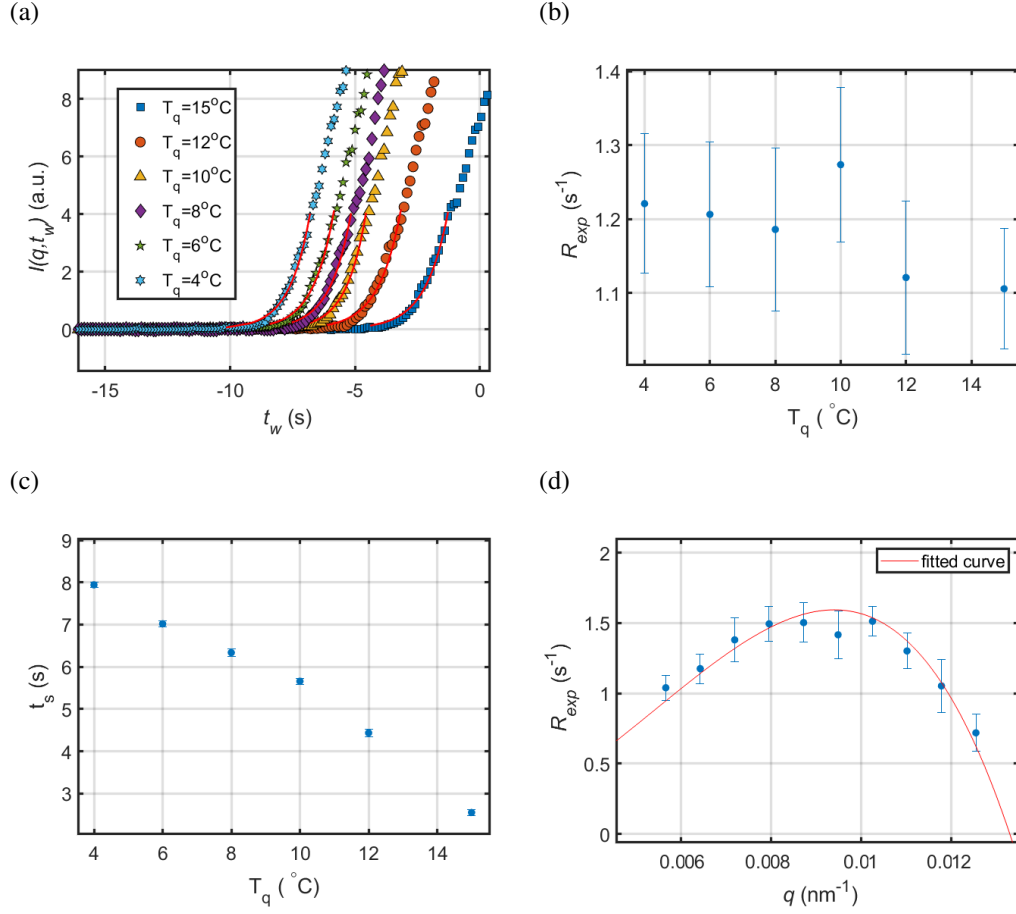 (a)
8
6
4
2
0
I(q,t_w) (a.u.)
T_q=15°C
T_q=12°C
T_q=10°C
T_q=8°C
T_q=6°C
T_q=4°C
-15
-10
-5
0
t_w (s)
(b)
1.4
1.3
1.2
1.1
R_exp (s⁻¹)
4
6
8
10
12
14
T_q ( °C)
(c)
9
8
7
6
5
4
3
t_s (s)
4
6
8
10
12
14
T_q ( °C)
(d)
2
1.5
1
0.5
0
R_exp (s⁻¹)
fitted curve
0.006
0.008
0.01
0.012
q (nm⁻¹)